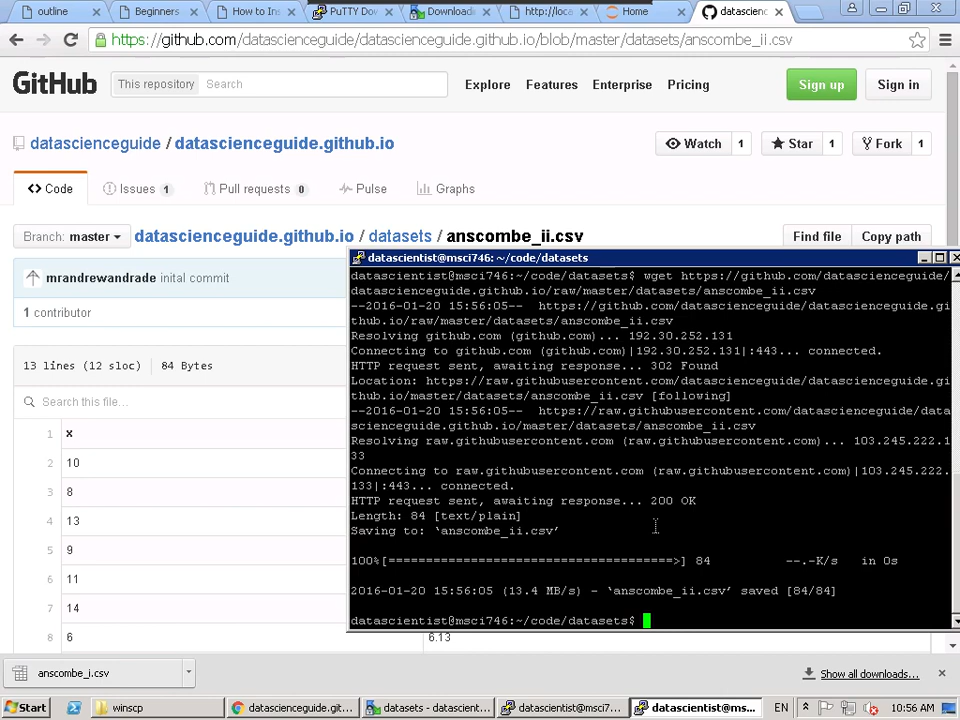 outline
Beginners
How to Ins
PuTTY Dow
Downloadi
http://loca
Home
datascienc
https://github.com/datascienceguide/datascienceguide.github.io/blob/master/datasets/anscombe_ii.csv
GitHub
This repository
Search
Explore
Features
Enterprise
Pricing
Sign up
Sign in
datascienceguide / datascienceguide.github.io
Watch 1
Star 1
Fork 1
<> Code
Issues 1
Pull requests 0
Pulse
Graphs
Branch: master
datascienceguide.github.io / datasets / anscombe_ii.csv
Find file
Copy path
mrandrewandrade inital commit
1 contributor
13 lines (12 sloc)
84 Bytes
Search this file...
1 x
2 10
3 8
4 13
5 9
6 11
7 14
8 6 6.13
datascientist@msci746: ~/code/datasets
datascientist@msci746:~/code/datasets$ wget https://github.com/datascienceguide/
datascienceguide.github.io/raw/master/datasets/anscombe_ii.csv
--2016-01-20 15:56:05-- https://github.com/datascienceguide/datascienceguide.gi
thub.io/raw/master/datasets/anscombe_ii.csv
Resolving github.com (github.com)... 192.30.252.131
Connecting to github.com (github.com)|192.30.252.131|:443... connected.
HTTP request sent, awaiting response... 302 Found
Location: https://raw.githubusercontent.com/datascienceguide/datascienceguide.gi
thub.io/master/datasets/anscombe_ii.csv [following]
--2016-01-20 15:56:05-- https://raw.githubusercontent.com/datascienceguide/data
scienceguide.github.io/master/datasets/anscombe_ii.csv
Resolving raw.githubusercontent.com (raw.githubusercontent.com)... 103.245.222.1
33
Connecting to raw.githubusercontent.com (raw.githubusercontent.com)|103.245.222.
133|:443... connected.
HTTP request sent, awaiting response... 200 OK
Length: 84 [text/plain]
Saving to: ‘anscombe_ii.csv’
100%[======================================>] 84 --.-K/s in 0s
2016-01-20 15:56:05 (13.4 MB/s) - ‘anscombe_ii.csv’ saved [84/84]
datascientist@msci746:~/code/datasets$
anscombe_i.csv
Show all downloads...
Start
winscp
datascienceguide.git...
datasets - datascient...
datascientist@msci7...
datascientist@ms...
EN
10:56 AM